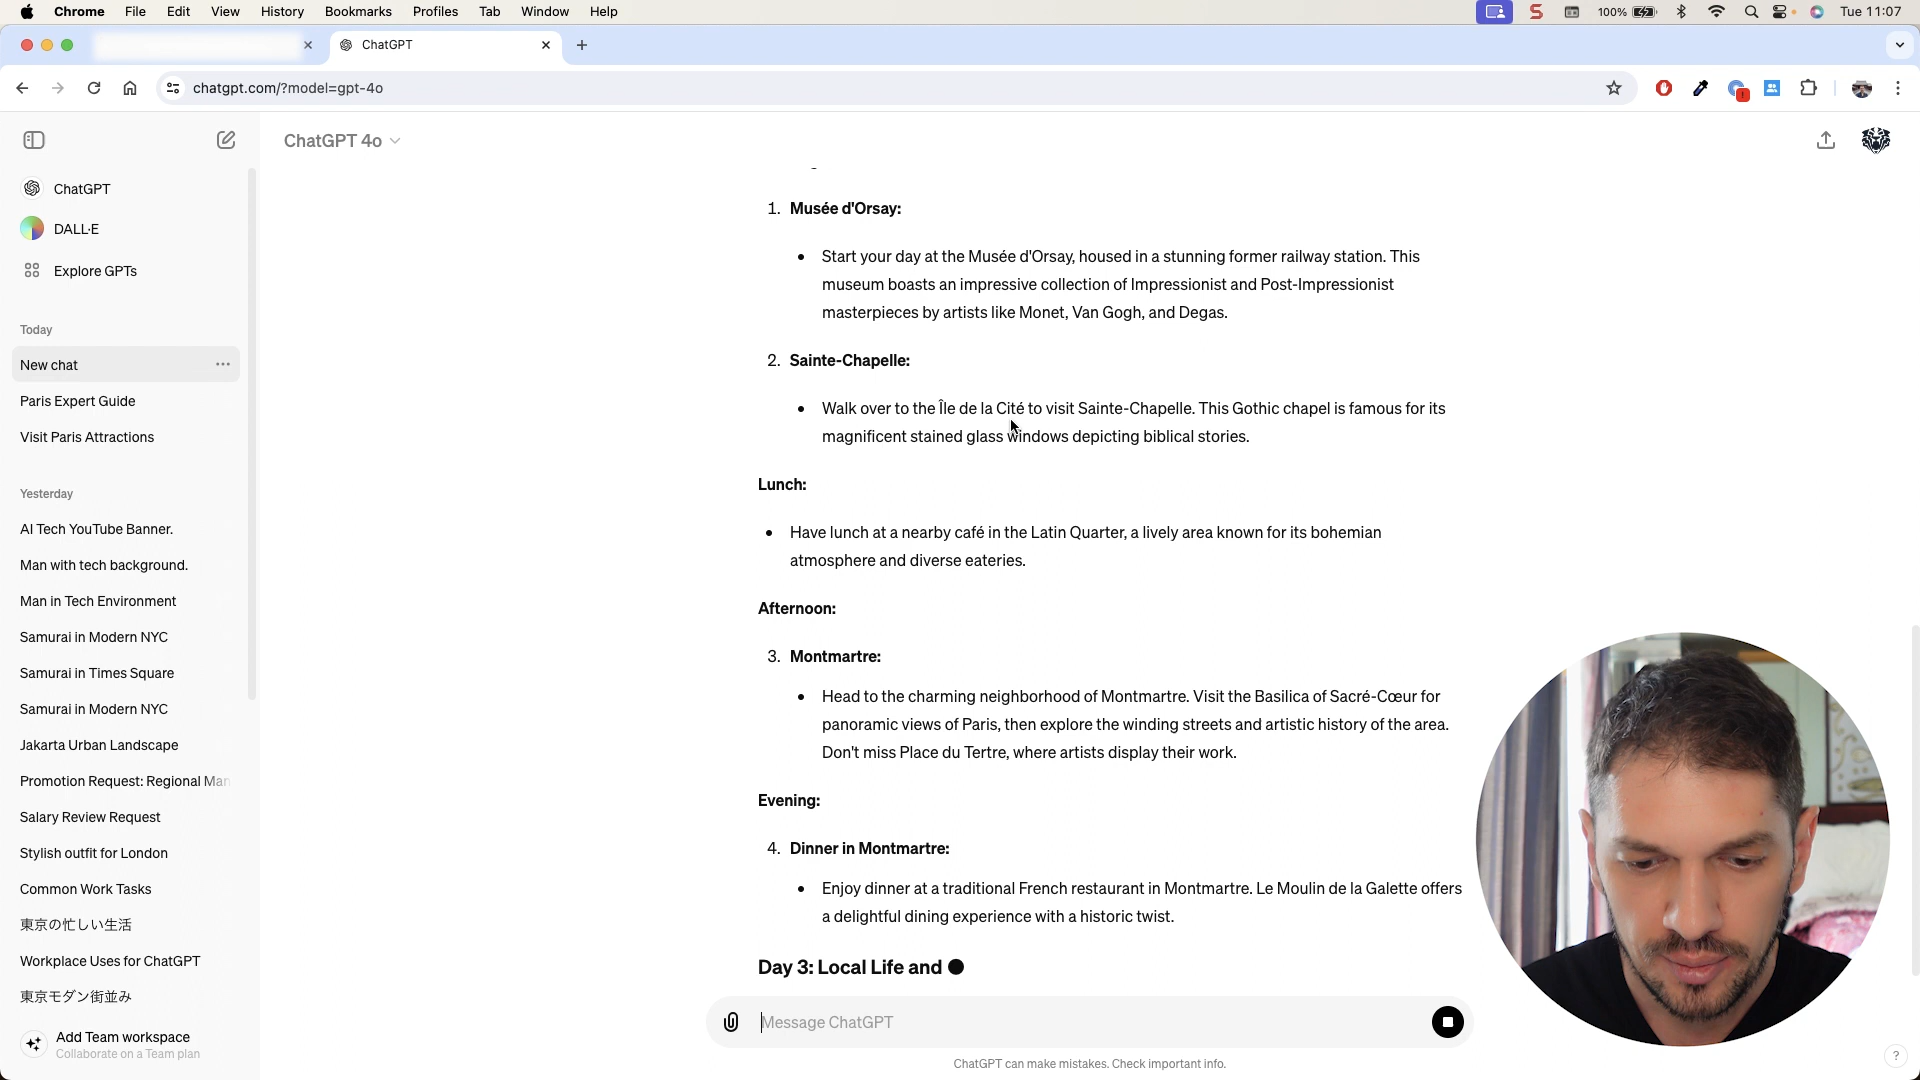 Chrome File Edit View History Bookmarks Profiles Tab Window Help 100% Tue 11:07
ChatGPT
chatgpt.com/?model=gpt-4o
ChatGPT 4o
ChatGPT
DALL·E
Explore GPTs
Today
New chat
Paris Expert Guide
Visit Paris Attractions
Yesterday
AI Tech YouTube Banner.
Man with tech background.
Man in Tech Environment
Samurai in Modern NYC
Samurai in Times Square
Samurai in Modern NYC
Jakarta Urban Landscape
Promotion Request: Regional Man
Salary Review Request
Stylish outfit for London
Common Work Tasks
東京の忙しい生活
Workplace Uses for ChatGPT
東京モダン街並み
Add Team workspace
Collaborate on a Team plan
1. Musée d'Orsay:
• Start your day at the Musée d'Orsay, housed in a stunning former railway station. This
museum boasts an impressive collection of Impressionist and Post-Impressionist
masterpieces by artists like Monet, Van Gogh, and Degas.
2. Sainte-Chapelle:
• Walk over to the Île de la Cité to visit Sainte-Chapelle. This Gothic chapel is famous for its
magnificent stained glass windows depicting biblical stories.
Lunch:
• Have lunch at a nearby café in the Latin Quarter, a lively area known for its bohemian
atmosphere and diverse eateries.
Afternoon:
3. Montmartre:
• Head to the charming neighborhood of Montmartre. Visit the Basilica of Sacré-Cœur for
panoramic views of Paris, then explore the winding streets and artistic history of the area.
Don't miss Place du Tertre, where artists display their work.
Evening:
4. Dinner in Montmartre:
• Enjoy dinner at a traditional French restaurant in Montmartre. Le Moulin de la Galette offers
a delightful dining experience with a historic twist.
Day 3: Local Life and
Message ChatGPT
ChatGPT can make mistakes. Check important info.
?